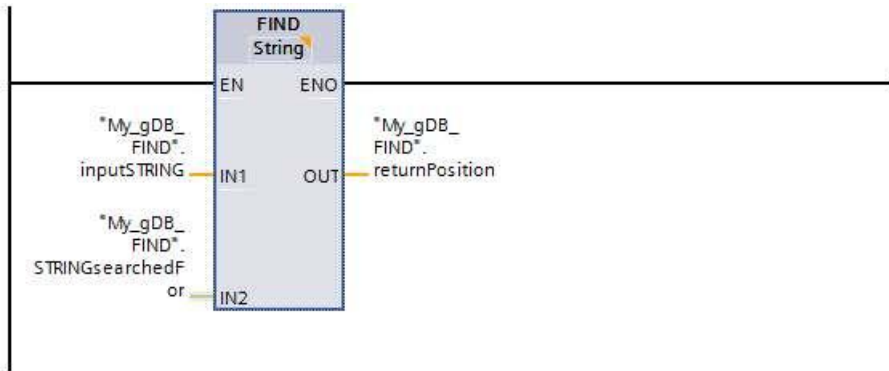 FIND
String
EN ENO
"My_gDB_
FIND".
inputSTRING
IN1
OUT
"My_gDB_
FIND".
returnPosition
"My_gDB_
FIND".
STRINGsearchedF
or
IN2